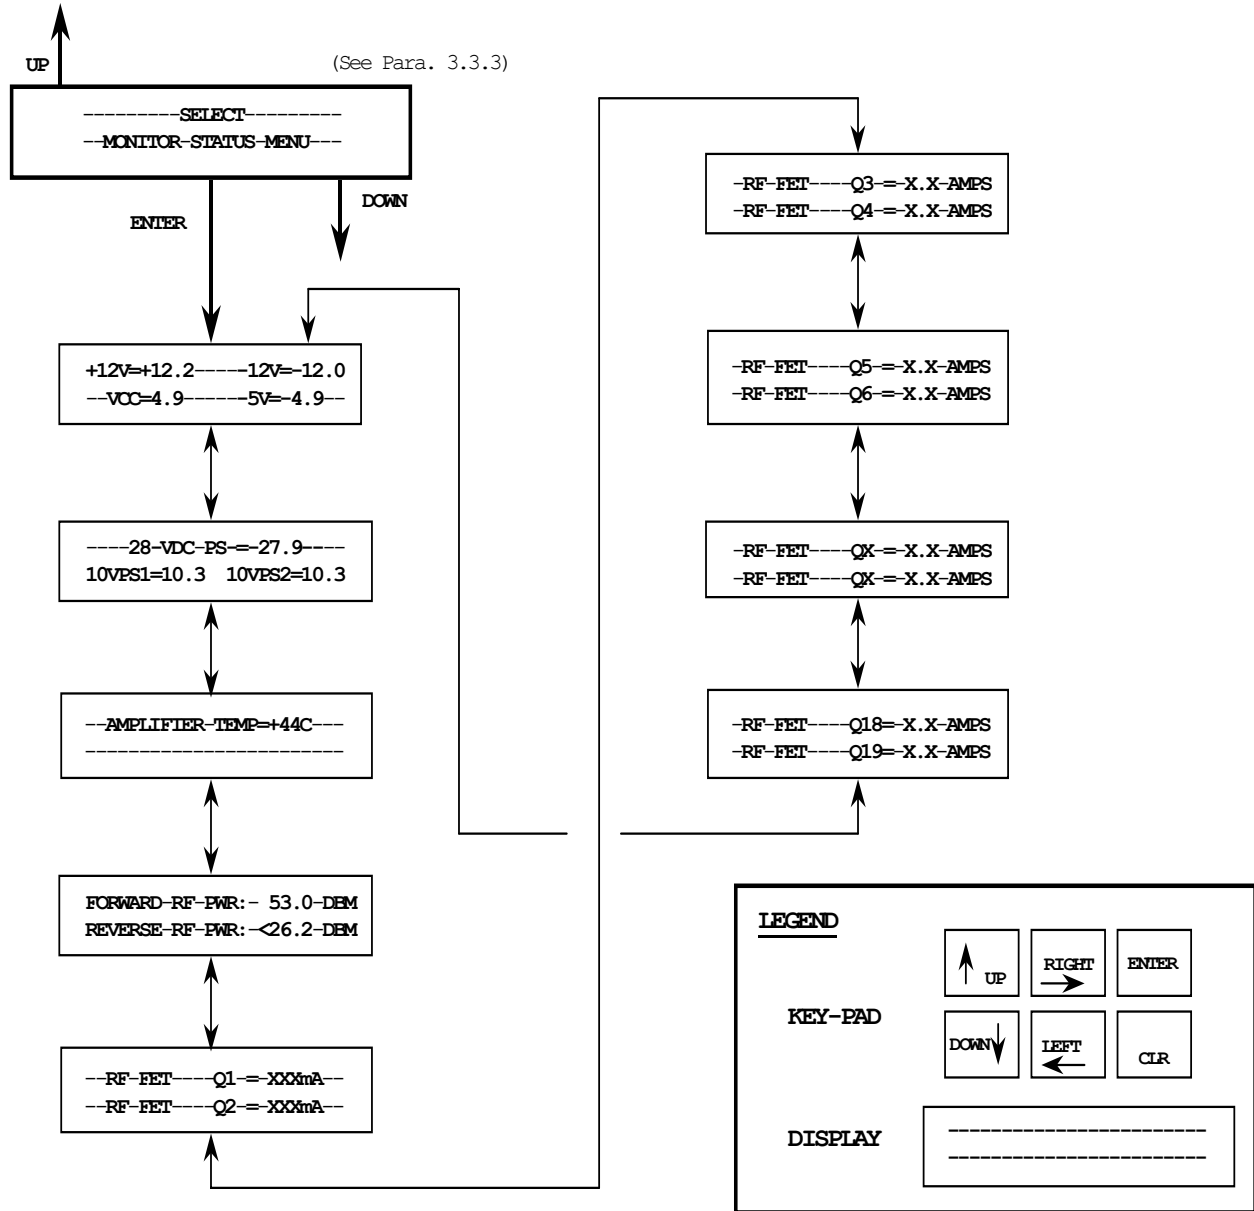 UP
(See Para. 3.3.3)
---------SELECT---------
--MONITOR-STATUS-MENU---
ENTER
DOWN
+12V=+12.2-----12V=-12.0
--VCC=4.9------5V=-4.9--
----28-VDC-PS-=-27.9----
10VPS1=10.3 10VPS2=10.3
--AMPLIFIER-TEMP=+44C---
------------------------
FORWARD-RF-PWR:- 53.0-DBM
REVERSE-RF-PWR:-<26.2-DBM
--RF-FET----Q1-=-XXXmA--
--RF-FET----Q2-=-XXXmA--
-RF-FET----Q3-=-X.X-AMPS
-RF-FET----Q4-=-X.X-AMPS
-RF-FET----Q5-=-X.X-AMPS
-RF-FET----Q6-=-X.X-AMPS
-RF-FET----QX-=-X.X-AMPS
-RF-FET----QX-=-X.X-AMPS
-RF-FET----Q18=-X.X-AMPS
-RF-FET----Q19=-X.X-AMPS
LEGEND
KEY-PAD
UP
RIGHT
ENTER
DOWN
LEFT
CLR
DISPLAY
------------------------
------------------------